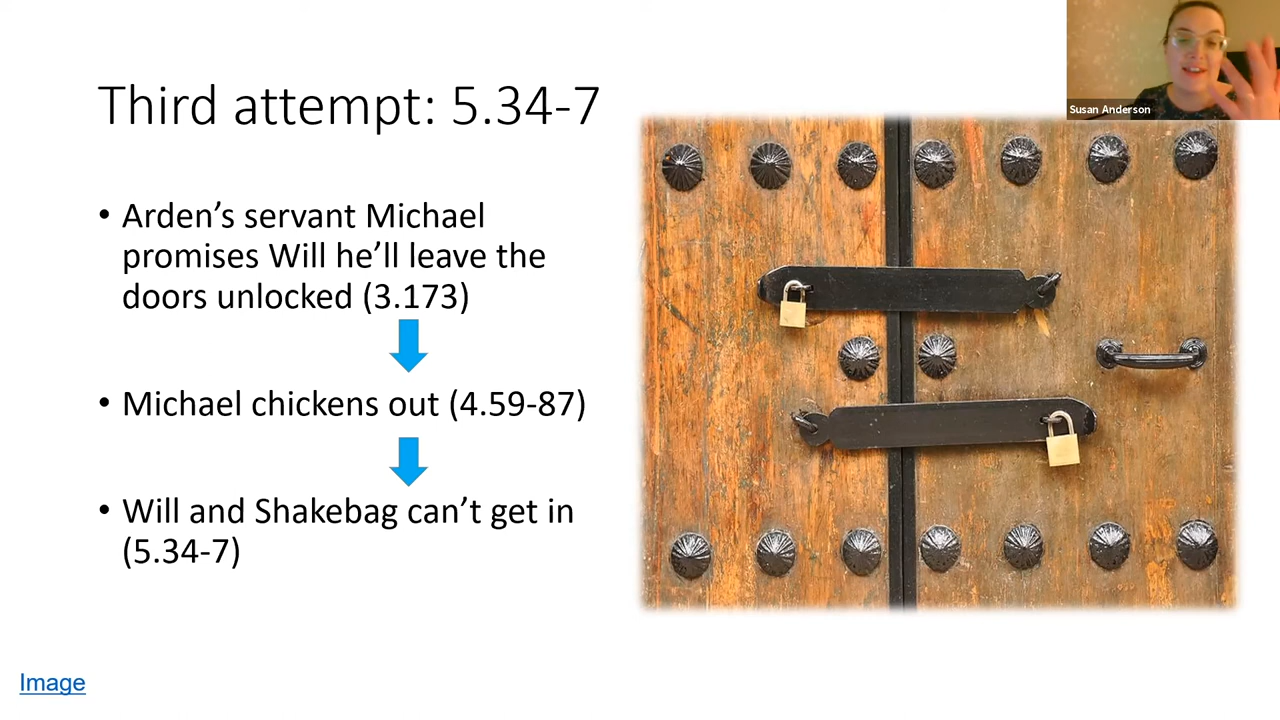 Susan Anderson
Third attempt: 5.34-7
• Arden’s servant Michael
promises Will he’ll leave the
doors unlocked (3.173)
• Michael chickens out (4.59-87)
• Will and Shakebag can’t get in
(5.34-7)
Image